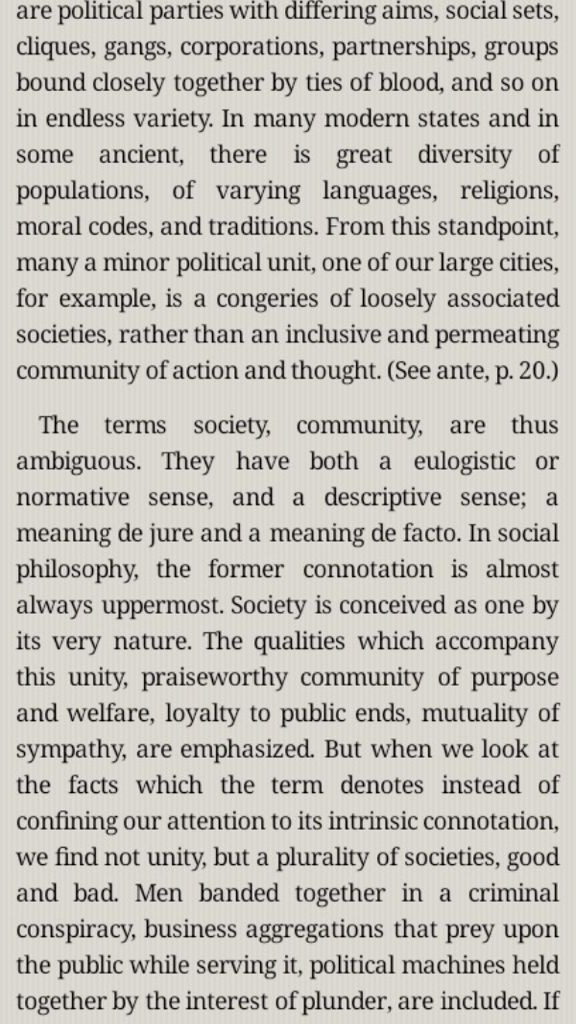 are political parties with differing aims, social sets,
cliques, gangs, corporations, partnerships, groups
bound closely together by ties of blood, and so on
in endless variety. In many modern states and in
some ancient, there is great diversity of
populations, of varying languages, religions,
moral codes, and traditions. From this standpoint,
many a minor political unit, one of our large cities,
for example, is a congeries of loosely associated
societies, rather than an inclusive and permeating
community of action and thought. (See ante, p. 20.)
The terms society, community, are thus
ambiguous. They have both a eulogistic or
normative sense, and a descriptive sense; a
meaning de jure and a meaning de facto. In social
philosophy, the former connotation is almost
always uppermost. Society is conceived as one by
its very nature. The qualities which accompany
this unity, praiseworthy community of purpose
and welfare, loyalty to public ends, mutuality of
sympathy, are emphasized. But when we look at
the facts which the term denotes instead of
confining our attention to its intrinsic connotation,
we find not unity, but a plurality of societies, good
and bad. Men banded together in a criminal
conspiracy, business aggregations that prey upon
the public while serving it, political machines held
together by the interest of plunder, are included. If